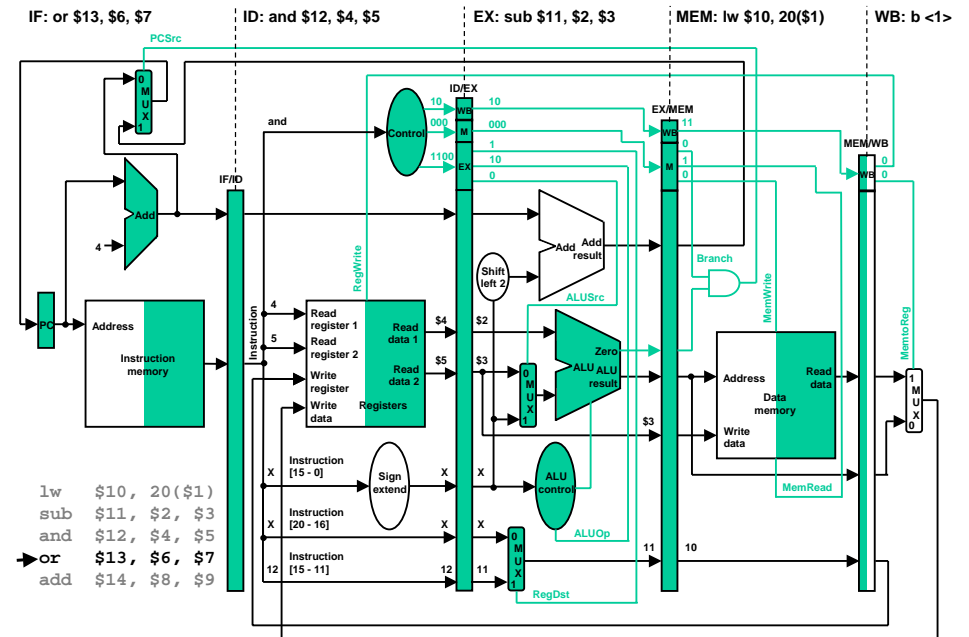 IF: or $13, $6, $7
ID: and $12, $4, $5
EX: sub $11, $2, $3
MEM: lw $10, 20($1)
WB: b <1>
PCSrc
0
M
U
X
1
Add
4
PC
Address
Instruction
memory
IF/ID
and
Control
10
000
1100
ID/EX
WB
M
EX
10
000
1
10
0
RegWrite
Instruction
4
5
Read
register 1
Read
register 2
Write
register
Write
data
Read
data 1
Read
data 2
Registers
$4
$5
$2
$3
Shift
left 2
Add
Add
result
ALUSrc
0
M
U
X
1
Zero
ALU
ALU
result
$3
EX/MEM
WB
M
11
0
1
0
Branch
MemWrite
Address
Data
memory
Write
data
Read
data
MemRead
MEM/WB
WB
0
0
MemtoReg
1
M
U
X
0
X
Instruction
[15 - 0]
Sign
extend
X
X
ALU
control
ALUOp
X
Instruction
[20 - 16]
X
X
12
Instruction
[15 - 11]
12
11
0
M
U
X
1
RegDst
11
10
lw $10, 20($1)
sub $11, $2, $3
and $12, $4, $5
or $13, $6, $7
add $14, $8, $9